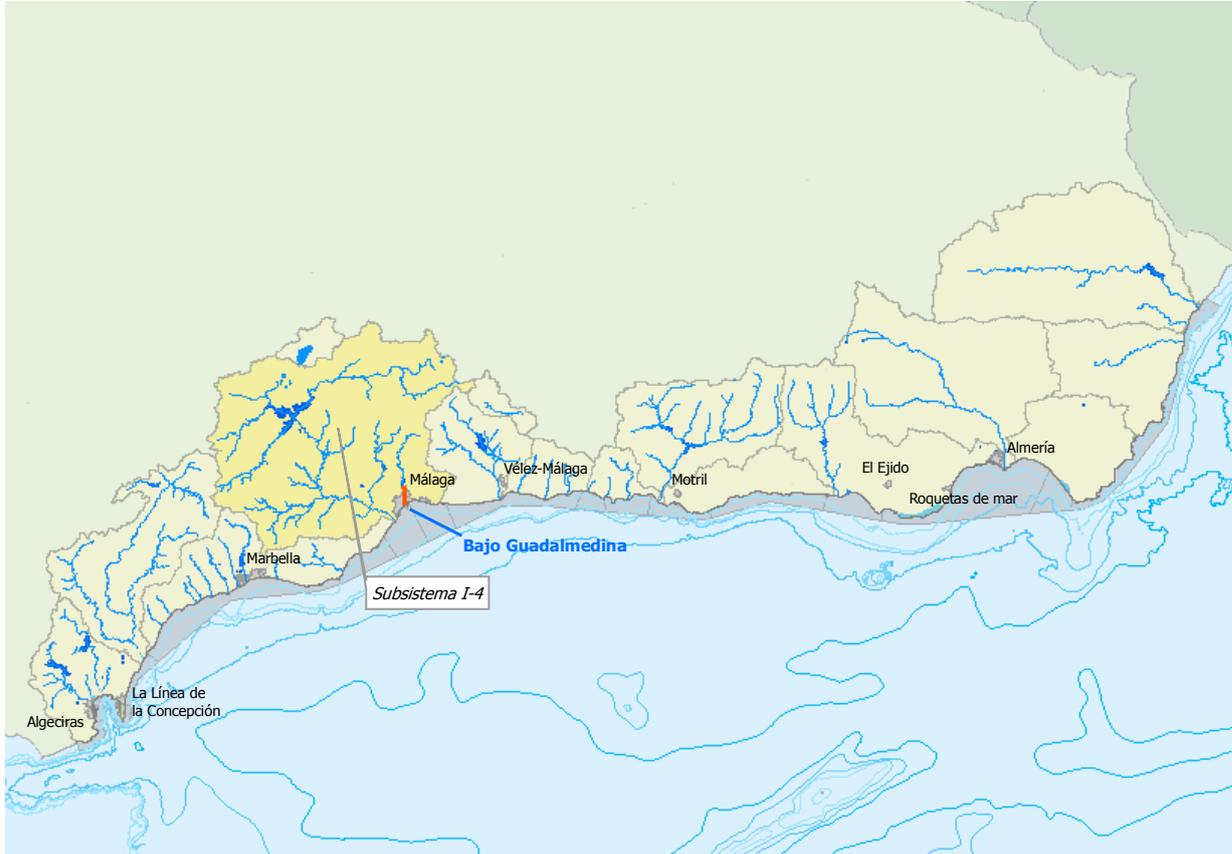 Almería
El Ejido
Vélez-Málaga
Málaga
Motril
Roquetas de mar
Bajo Guadalmedina
Marbella
Subsistema I-4
La Línea de
la Concepción
Algeciras